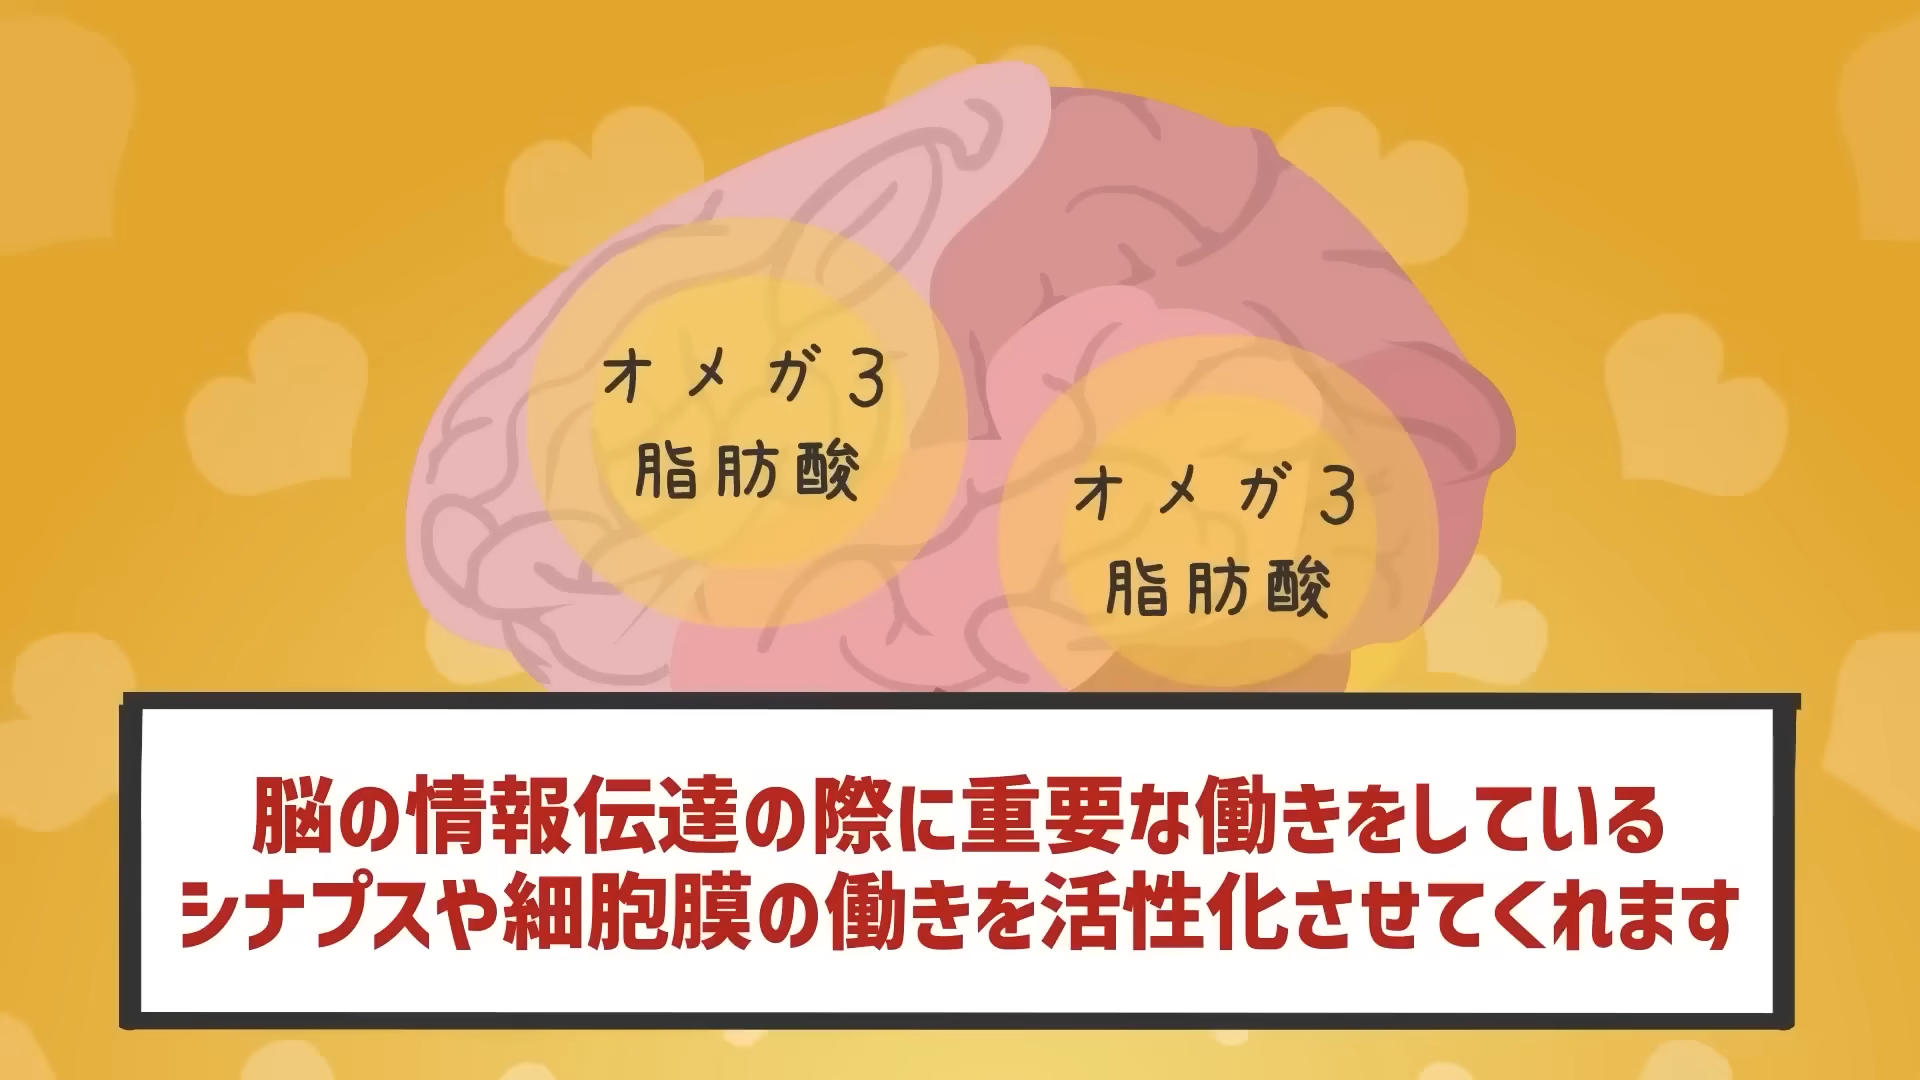 オメガ3
脂肪酸
オメガ3
脂肪酸
脳の情報伝達の際に重要な働きをしている
シナプスや細胞膜の働きを活性化させてくれます